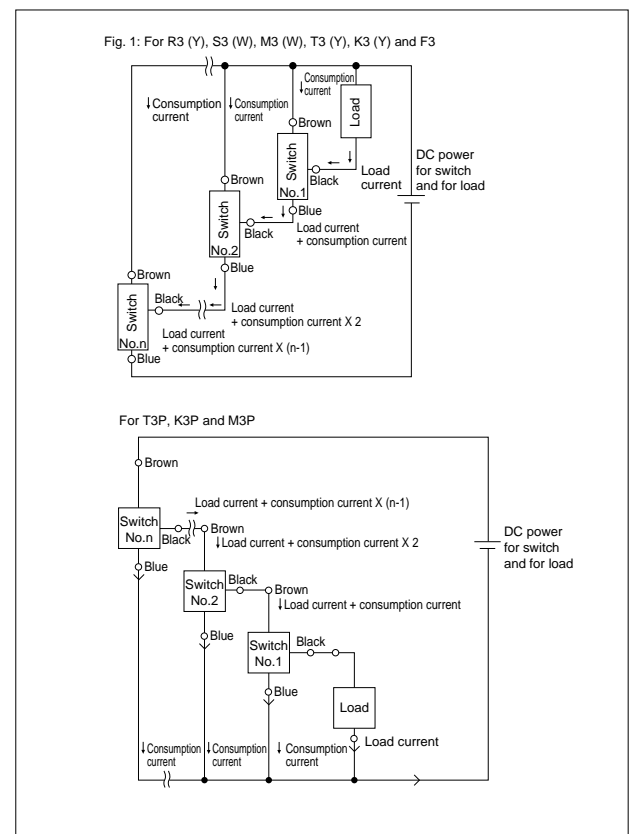 Fig. 1: For R3 (Y), S3 (W), M3 (W), T3 (Y), K3 (Y) and F3
↓Consumption
current
↓Consumption
current
↓Consumption
current
Brown
Load
Switch
No.1
Black
Load
current
DC power
for switch
and for load
Brown
Blue
Load current
+ consumption current
Switch
No.2
Black
Blue
Brown
Black
Load current
+ consumption current X 2
Switch
No.n
Load current
+ consumption current X (n-1)
Blue
For T3P, K3P and M3P
Brown
Load current + consumption current X (n-1)
Switch
No.n
Black
Brown
↓Load current + consumption current X 2
DC power
for switch
and for load
Blue
Switch
No.2
Black
Brown
↓Load current + consumption current
Blue
Switch
No.1
Black
Blue
Load
Load current
↓Consumption
current
↓Consumption
current
↓Consumption
current